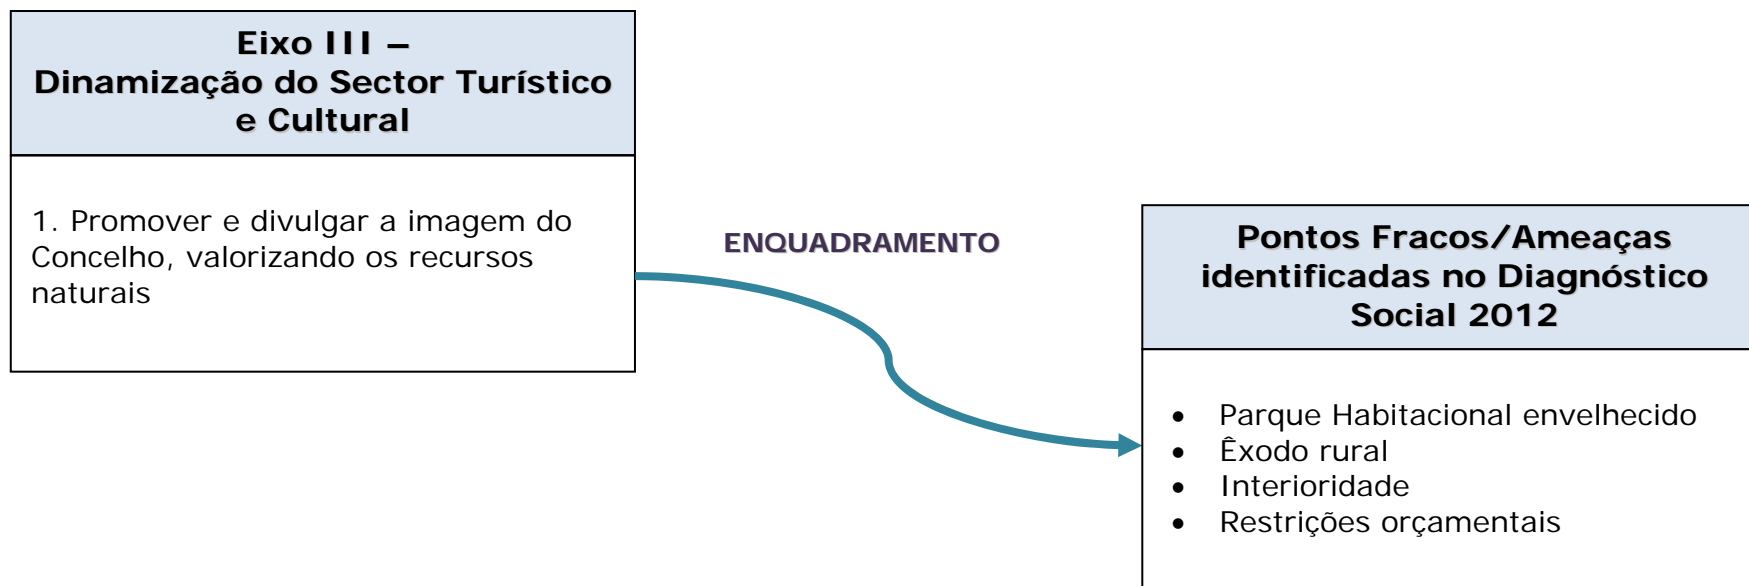 Eixo III –
Dinamização do Sector Turístico
e Cultural
1. Promover e divulgar a imagem do
Concelho, valorizando os recursos
naturais
ENQUADRAMENTO
Pontos Fracos/Ameaças
identificadas no Diagnóstico
Social 2012
• Parque Habitacional envelhecido
• Êxodo rural
• Interioridade
• Restrições orçamentais